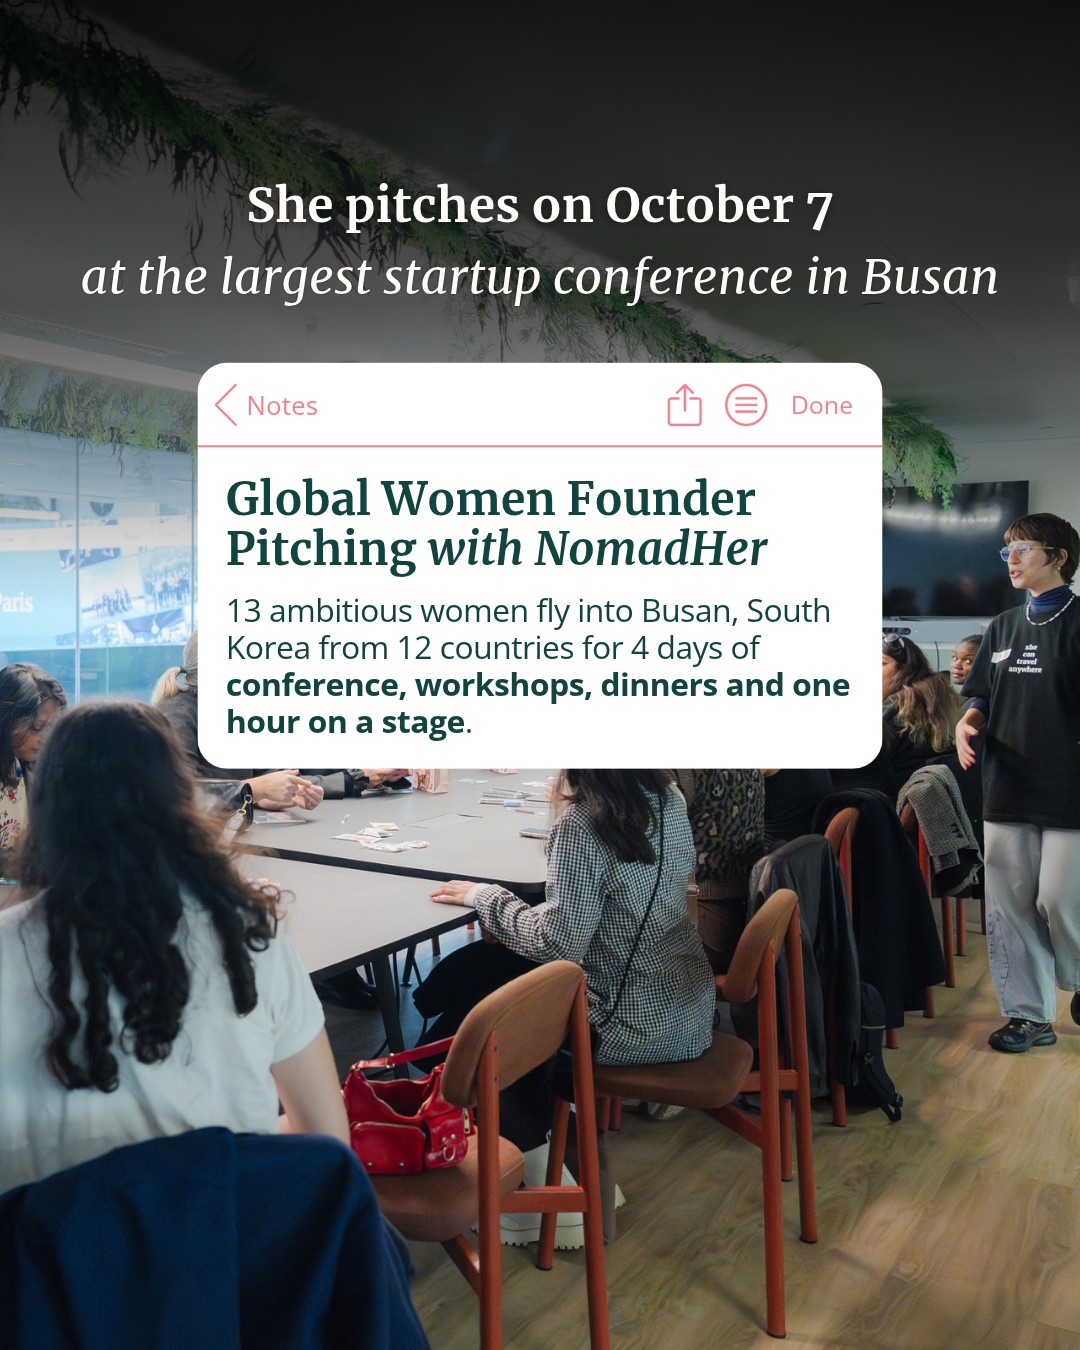 She pitches on October 7
at the largest startup conference in Busan
Notes
Done
Global Women Founder
Pitching with NomadHer
13 ambitious women fly into Busan, South
Korea from 12 countries for 4 days of
conference, workshops, dinners and one
hour on a stage.
Paris
she
can
travel
anywhere